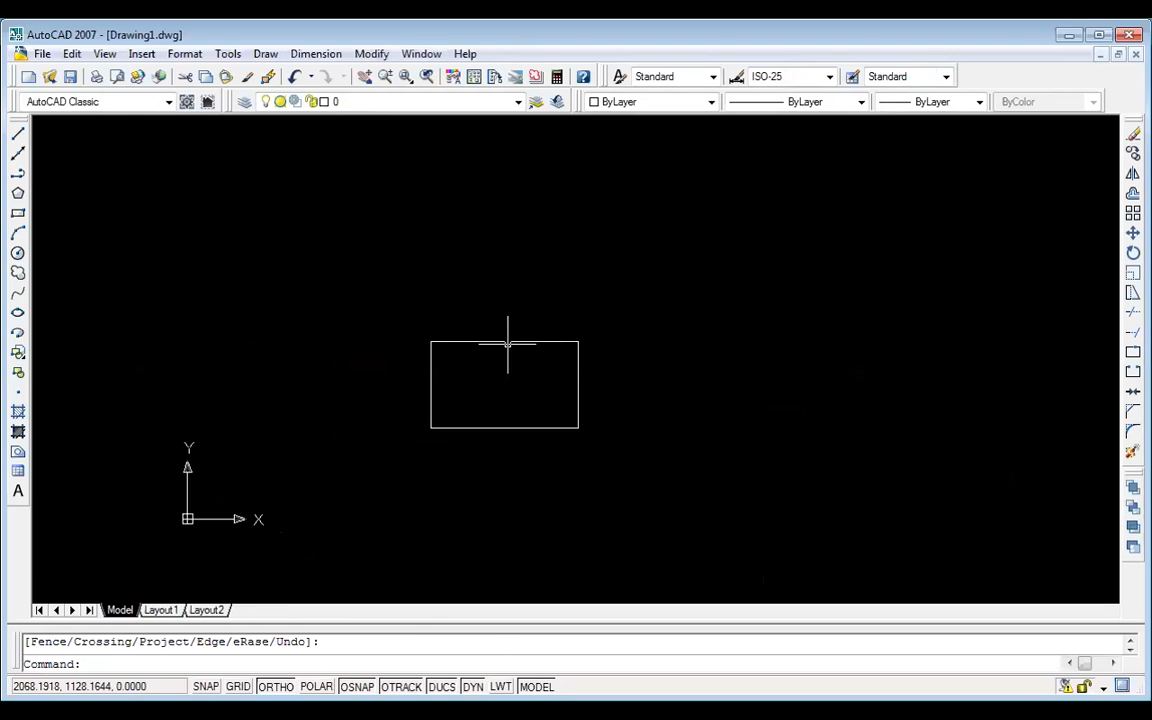 AutoCAD 2007 - [Drawing1.dwg]
File Edit View Insert Format Tools Draw Dimension Modify Window Help
Standard ISO-25 Standard
AutoCAD Classic 0 ByLayer ByLayer ByLayer ByColor
A
Y
X
Model Layout1 Layout2
[Fence/Crossing/Project/Edge/eRase/Undo]:
Command:
2068.1918, 1128.1644, 0.0000 SNAP GRID ORTHO POLAR OSNAP OTRACK DUCS DYN LWT MODEL